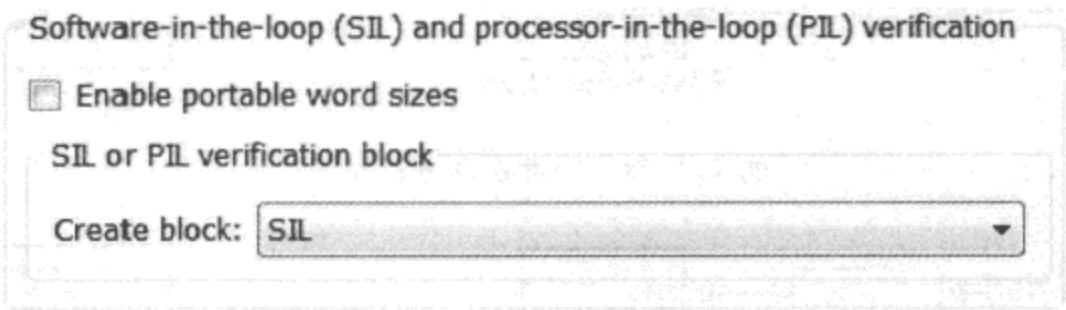 Software-in-the-loop (SIL) and processor-in-the-loop (PIL) verification
Enable portable word sizes
SIL or PIL verification block
Create block: SIL